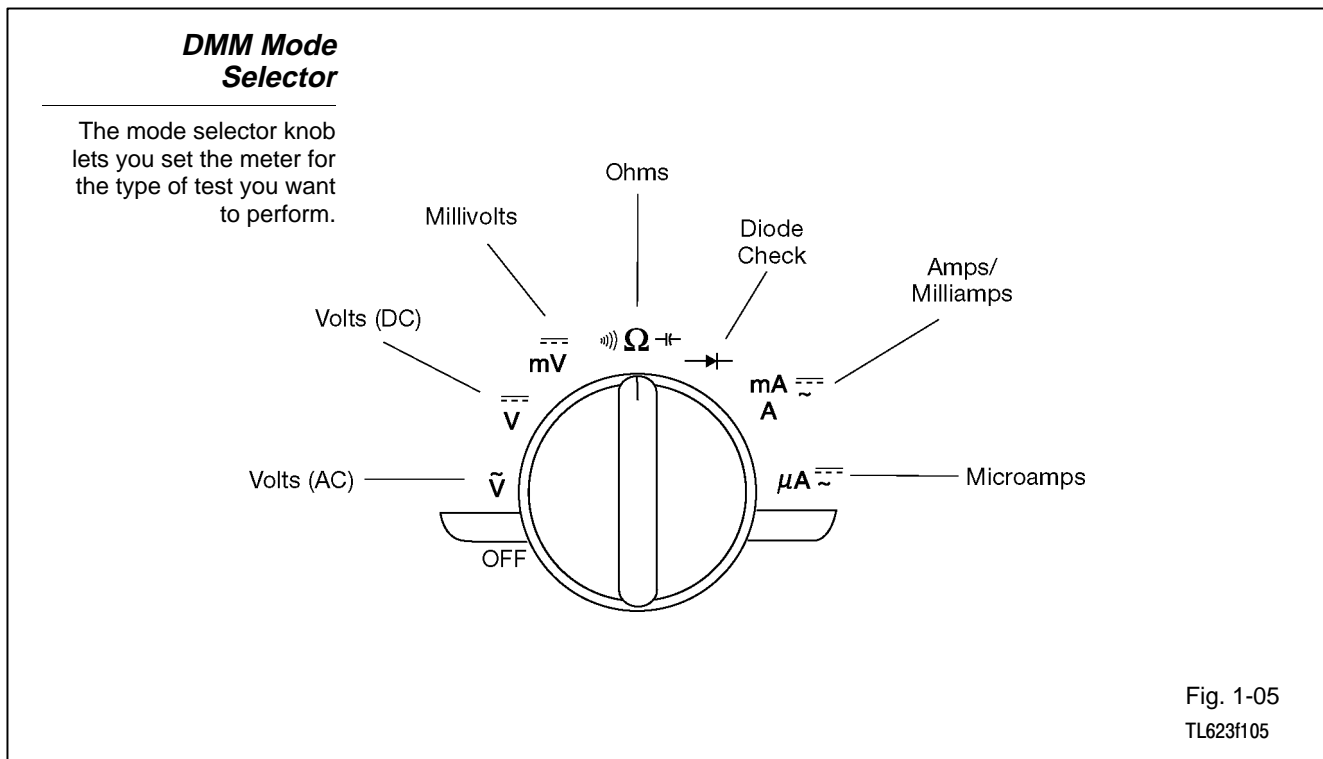 DMM Mode
Selector
The mode selector knob
lets you set the meter for
the type of test you want
to perform.
Ohms
Millivolts
Diode
Check
Amps/
Milliamps
Volts (DC)
mV
Ω
mA
A
V
Volts (AC)
Ṽ
μA
Microamps
OFF
Fig. 1-05
TL623f105